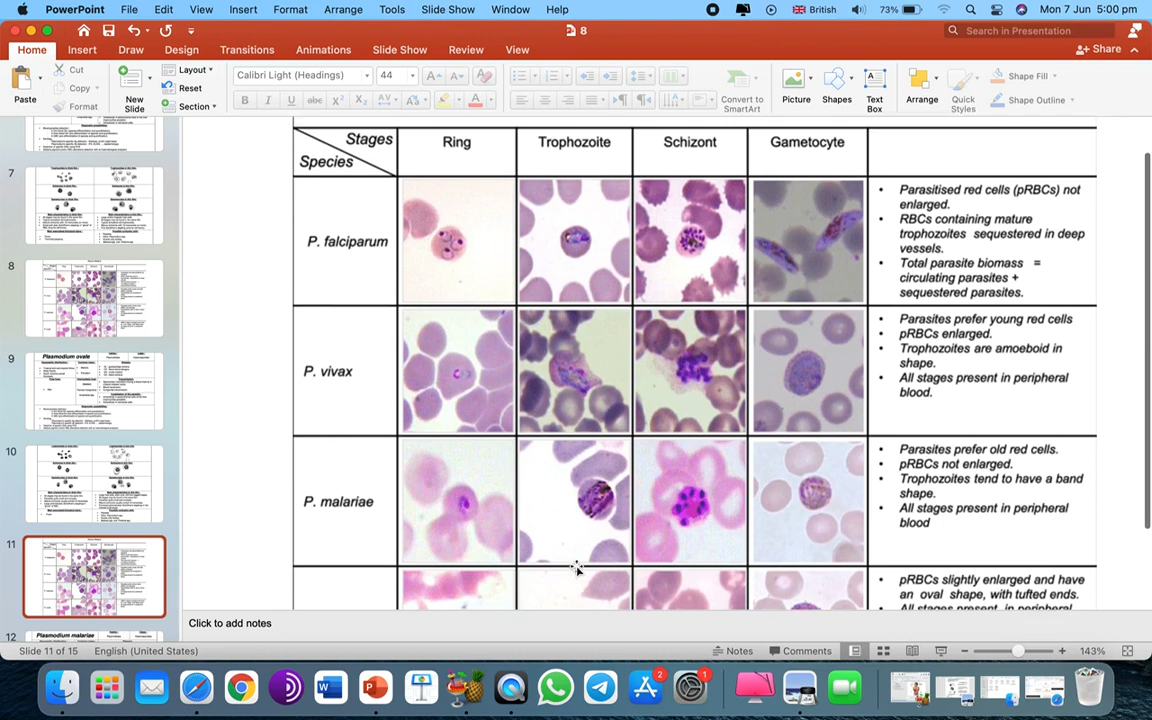 PowerPoint File Edit View Insert Format Arrange Tools Slide Show Window Help British 73% Mon 7 Jun 5:00 pm
8
Search in Presentation
Home Insert Draw Design Transitions Animations Slide Show Review View Share
Paste Cut Copy Format
New Slide Layout Reset Section
Calibri Light (Headings) 44
Convert to SmartArt
Picture Shapes Text Box Arrange Quick Styles Shape Fill Shape Outline
7
8
9
Plasmodium ovale
10
11
12
Plasmodium malariae
Stages
Species
Ring Trophozoite Schizont Gametocyte
P. falciparum
• Parasitised red cells (pRBCs) not
enlarged.
• RBCs containing mature
trophozoites sequestered in deep
vessels.
• Total parasite biomass =
circulating parasites +
sequestered parasites.
P. vivax
• Parasites prefer young red cells
• pRBCs enlarged.
• Trophozoites are amoeboid in
shape.
• All stages present in peripheral
blood.
P. malariae
• Parasites prefer old red cells.
• pRBCs not enlarged.
• Trophozoites tend to have a band
shape.
• All stages present in peripheral
blood
• pRBCs slightly enlarged and have
an oval shape, with tufted ends.
• All stages present in peripheral
Click to add notes
Slide 11 of 15 English (United States) Notes Comments 143%
2
1